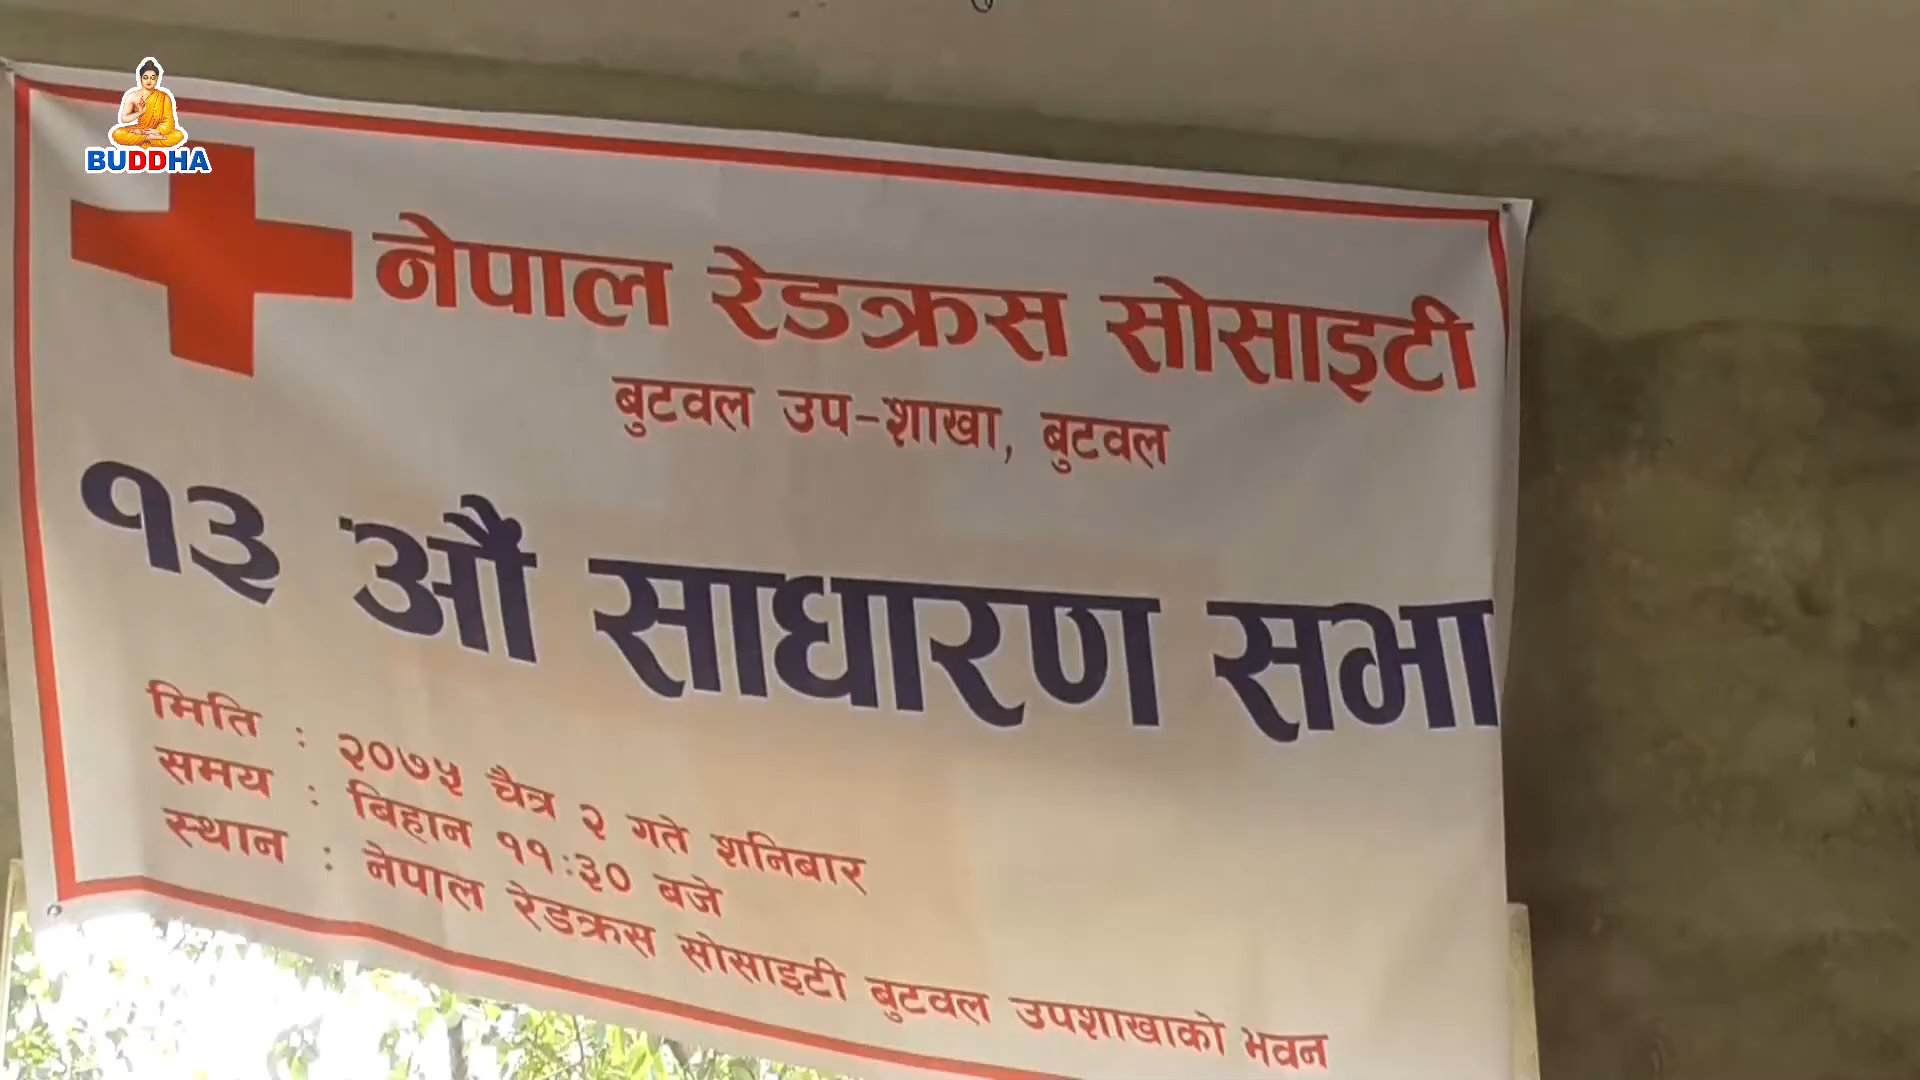 BUDDHA
नेपाल रेडक्रस सोसाइटी
बुटवल उप-शाखा, बुटवल
१३ औं साधारण सभा
मिति : २०७५ चैत्र २ गते शनिबार
समय : बिहान ११:३० बजे
स्थान : नेपाल रेडक्रस सोसाइटी बुटवल उपशाखाको भवन